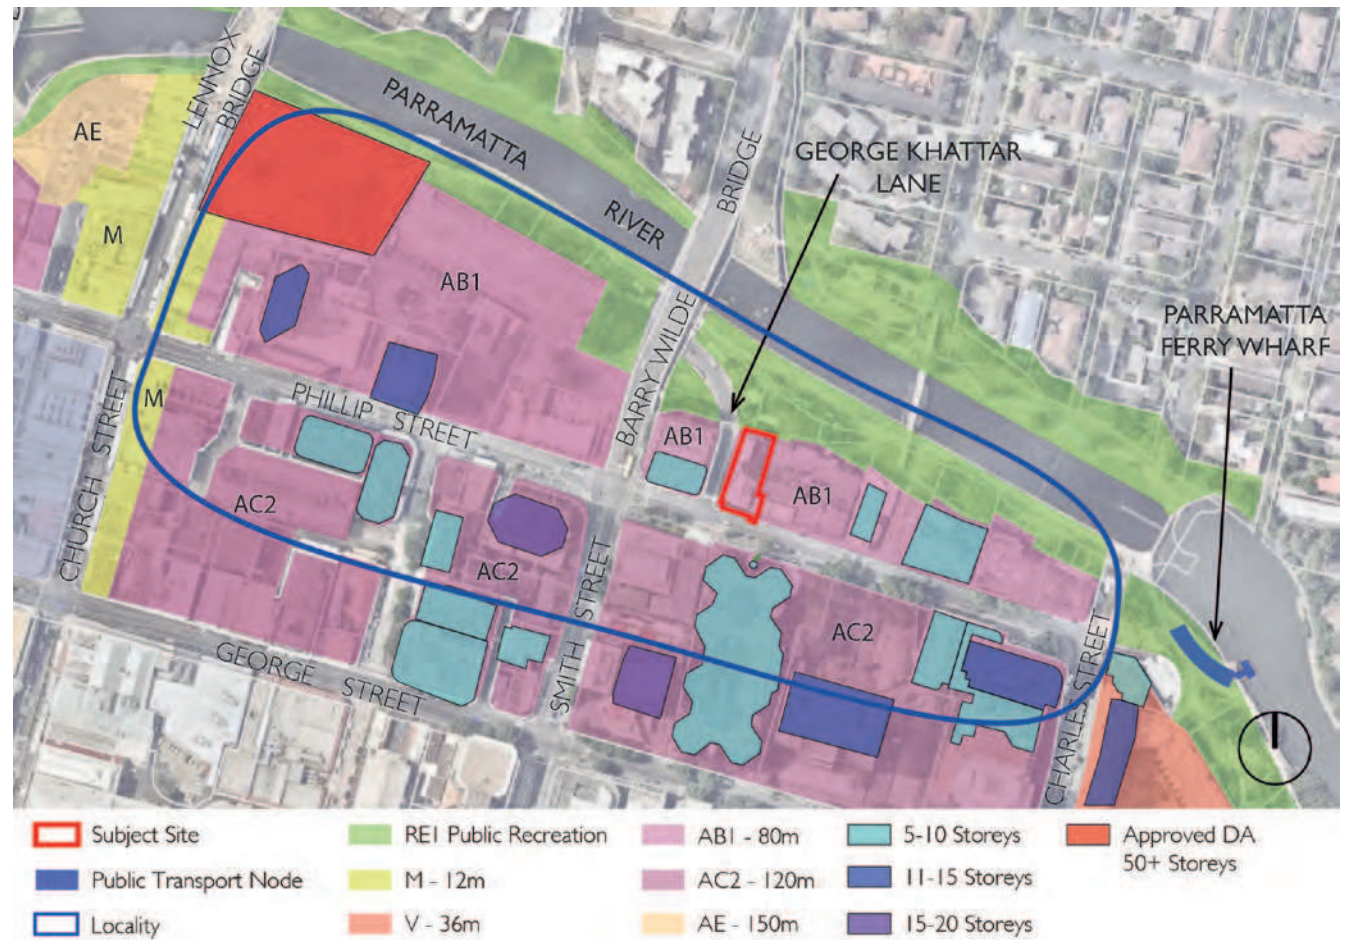 LENNOX
BRIDGE
PARRAMATTA
RIVER
BRIDGE
BARRY WILDE
GEORGE KHATTAR
LANE
PARRAMATTA
FERRY WHARF
AE
M
AB1
M
PHILLIP STREET
AB1
AB1
CHURCH STREET
AC2
AC2
AC2
SMITH STREET
GEORGE STREET
CHARLES STREET
Subject Site
Public Transport Node
Locality
RE1 Public Recreation
M - 12m
V - 36m
AB1 - 80m
AC2 - 120m
AE - 150m
5-10 Storeys
11-15 Storeys
15-20 Storeys
Approved DA
50+ Storeys